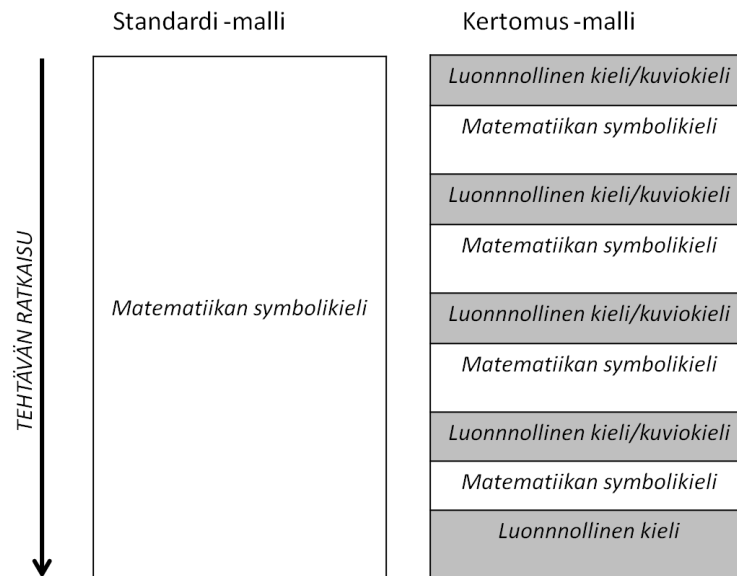 Standardi -malli
Kertomus -malli
TEHTÄVÄN RATKAISU
Matematiikan symbolikieli
Luonnnollinen kieli/kuviokieli
Matematiikan symbolikieli
Luonnnollinen kieli/kuviokieli
Matematiikan symbolikieli
Luonnnollinen kieli/kuviokieli
Matematiikan symbolikieli
Luonnnollinen kieli/kuviokieli
Matematiikan symbolikieli
Luonnnollinen kieli